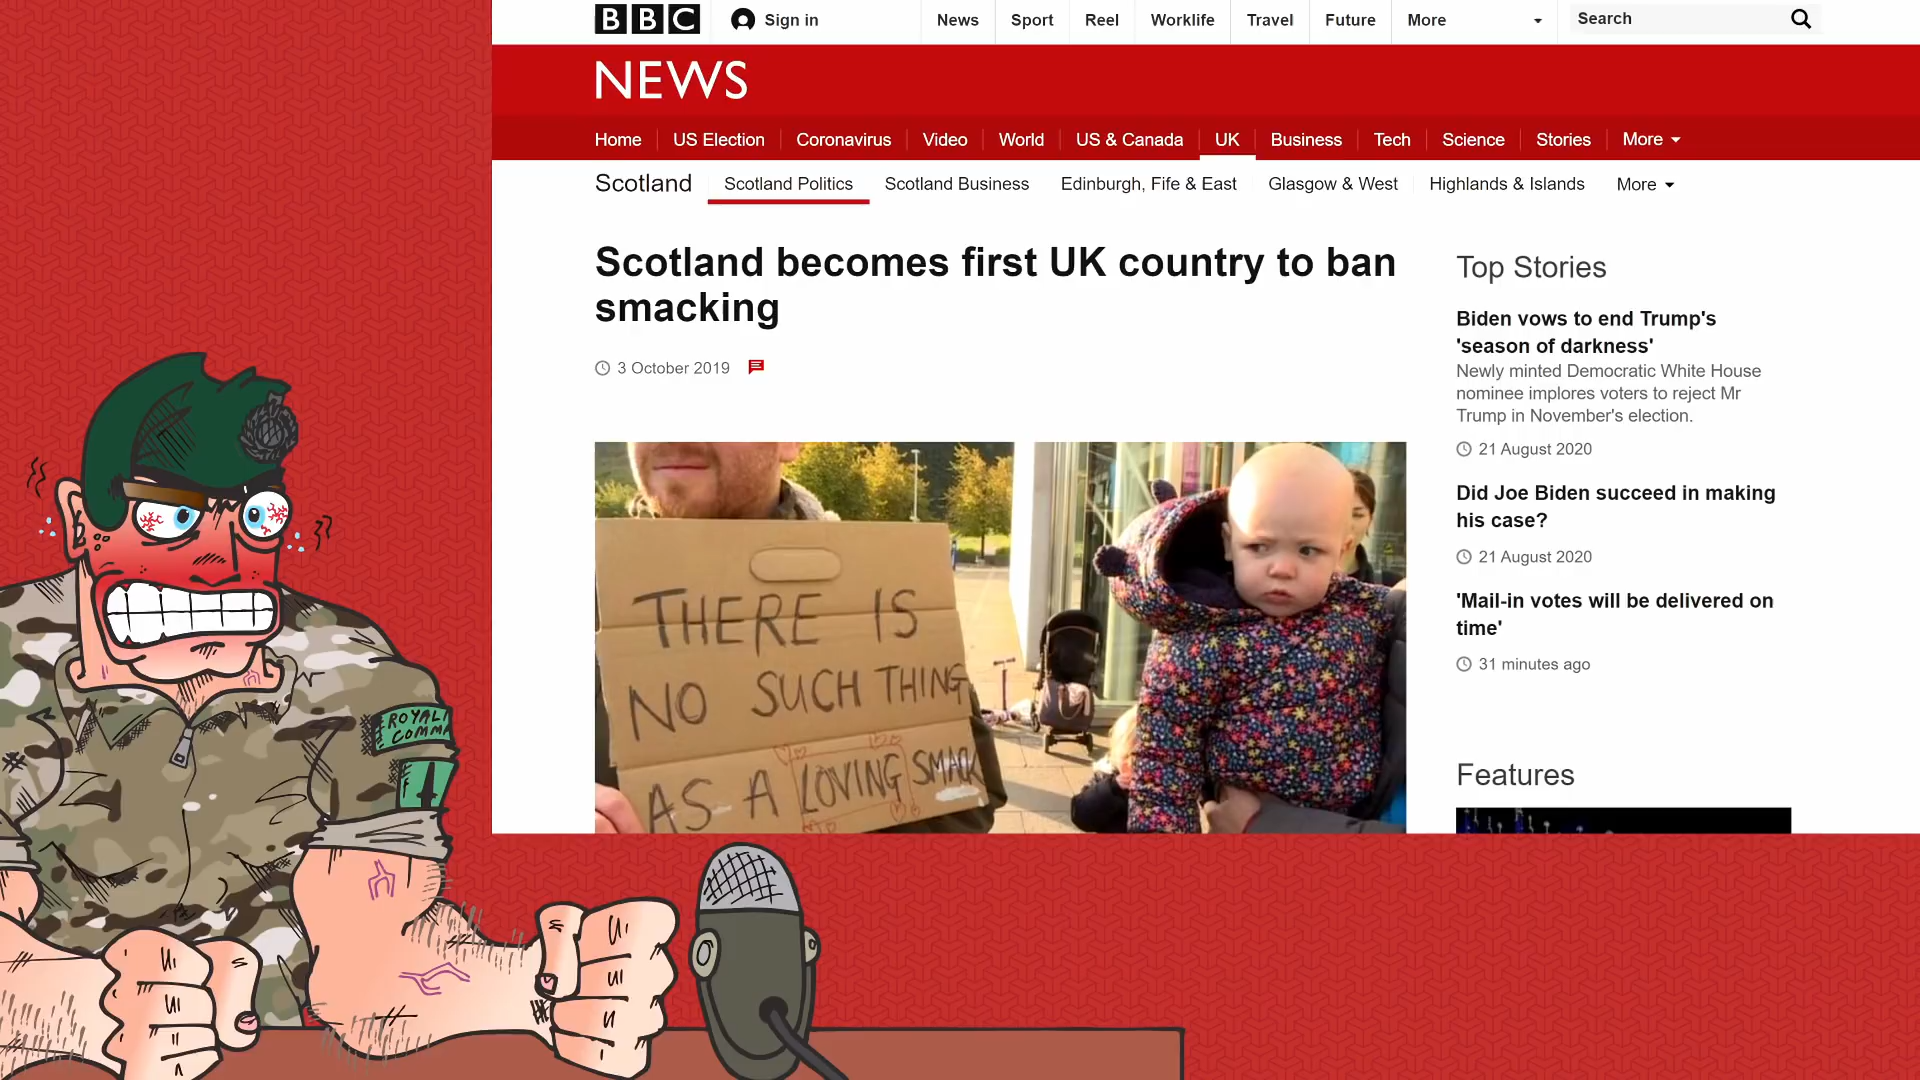 BBC
Sign in
News
Sport
Reel
Worklife
Travel
Future
More
Search
NEWS
Home
US Election
Coronavirus
Video
World
US & Canada
UK
Business
Tech
Science
Stories
More
Scotland
Scotland Politics
Scotland Business
Edinburgh, Fife & East
Glasgow & West
Highlands & Islands
More
Scotland becomes first UK country to ban
smacking
3 October 2019
THERE IS
NO SUCH THING
AS A LOVING SMACK
Top Stories
Biden vows to end Trump's
'season of darkness'
Newly minted Democratic White House
nominee implores voters to reject Mr
Trump in November's election.
21 August 2020
Did Joe Biden succeed in making
his case?
21 August 2020
'Mail-in votes will be delivered on
time'
31 minutes ago
Features
ROYAL
COMM